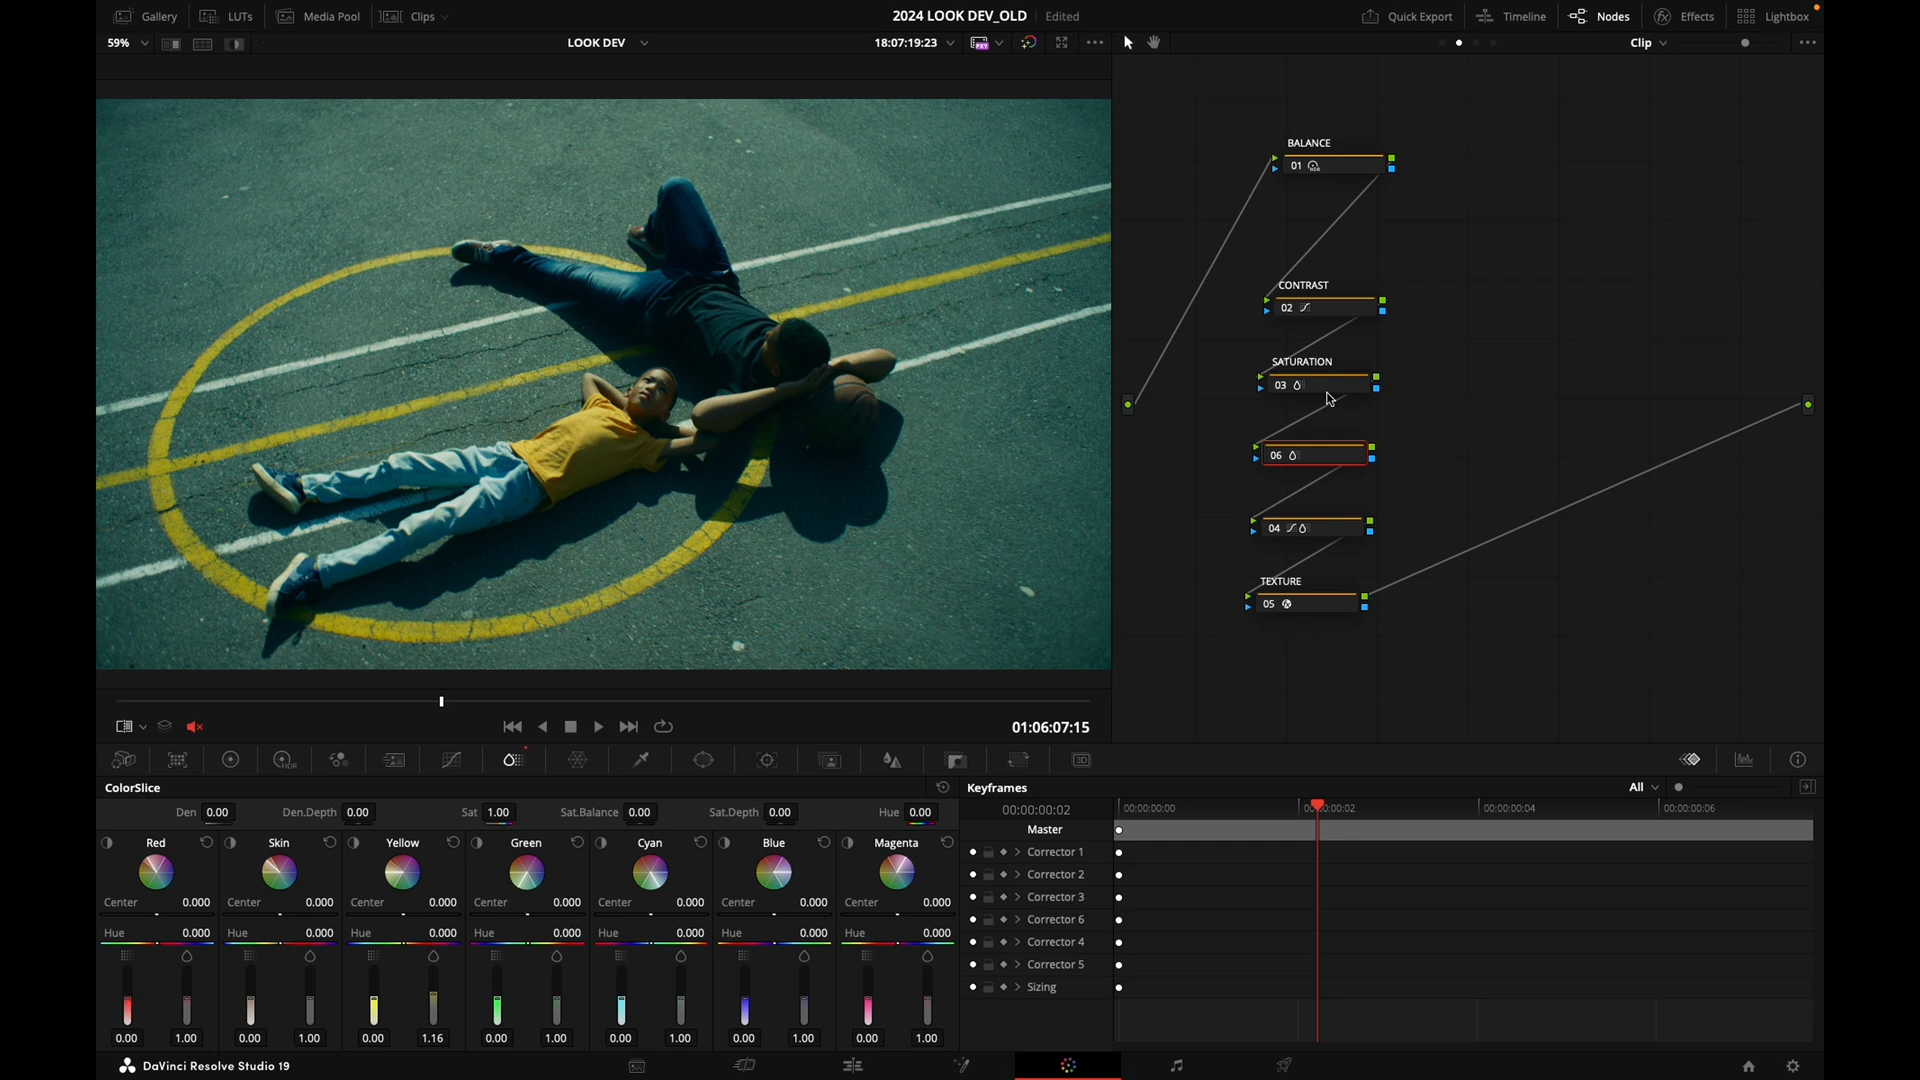 Gallery LUTs Media Pool Clips 2024 LOOK DEV_OLD Edited Quick Export Timeline Nodes Effects Lightbox
59% LOOK DEV 18:07:19:23 Clip
BALANCE
01
CONTRAST
02
SATURATION
03
06
04
TEXTURE
05
01:06:07:15
HDR
3D
ColorSlice Keyframes All
Den 0.00 Den.Depth 0.00 Sat 1.00 Sat.Balance 0.00 Sat.Depth 0.00 Hue 0.00
00:00:00:02 00:00:00:00 00:00:00:02 00:00:00:04 00:00:00:06
Master
Red Skin Yellow Green Cyan Blue Magenta
Corrector 1
Corrector 2
Center 0.000 Center 0.000 Center 0.000 Center 0.000 Center 0.000 Center 0.000 Center 0.000
Corrector 3
Corrector 6
Hue 0.000 Hue 0.000 Hue 0.000 Hue 0.000 Hue 0.000 Hue 0.000 Hue 0.000
Corrector 4
Corrector 5
Sizing
0.00 1.00 0.00 1.00 0.00 1.16 0.00 1.00 0.00 1.00 0.00 1.00 0.00 1.00
DaVinci Resolve Studio 19